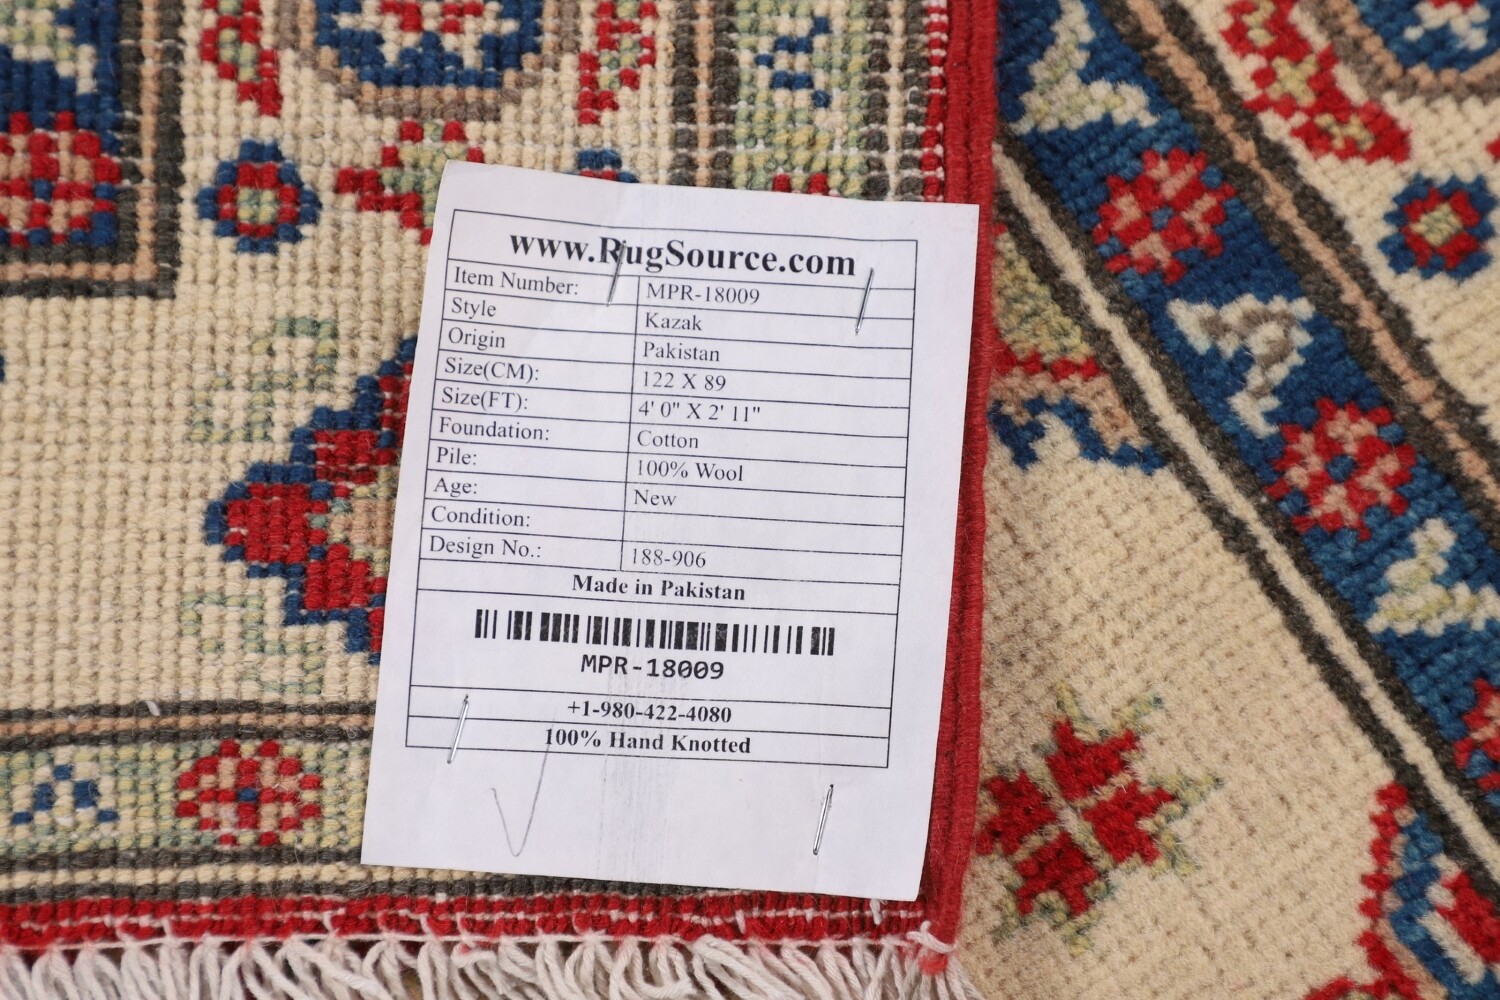 www.RugSource.com
Item Number: MPR-18009
Style Kazak
Origin Pakistan
Size(CM): 122 X 89
Size(FT): 4' 0" X 2' 11"
Foundation: Cotton
Pile: 100% Wool
Age: New
Condition:
Design No.: 188-906
Made in Pakistan
MPR-18009
+1-980-422-4080
100% Hand Knotted